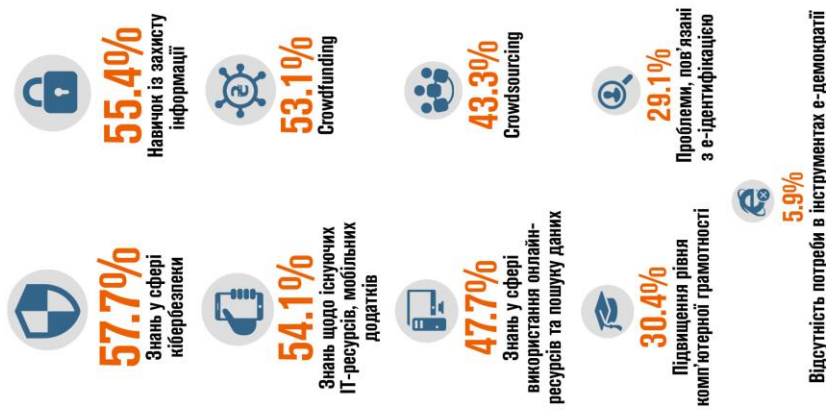 57.7%
Знань у сфері
кібербезпеки
55.4%
Навичок із захисту
інформації
54.1%
Знань щодо існуючих
ІТ-ресурсів, мобільних
додатків
53.1%
Crowdfunding
47.7%
Знань у сфері
використання онлайн-
ресурсів та пошуку даних
43.3%
Crowdsourcing
30.4%
Підвищення рівня
комп’ютерної грамотності
29.1%
Проблеми, пов’язані
з е-ідентифікацією
5.9%
Відсутність потреби в інструментах е-демократії